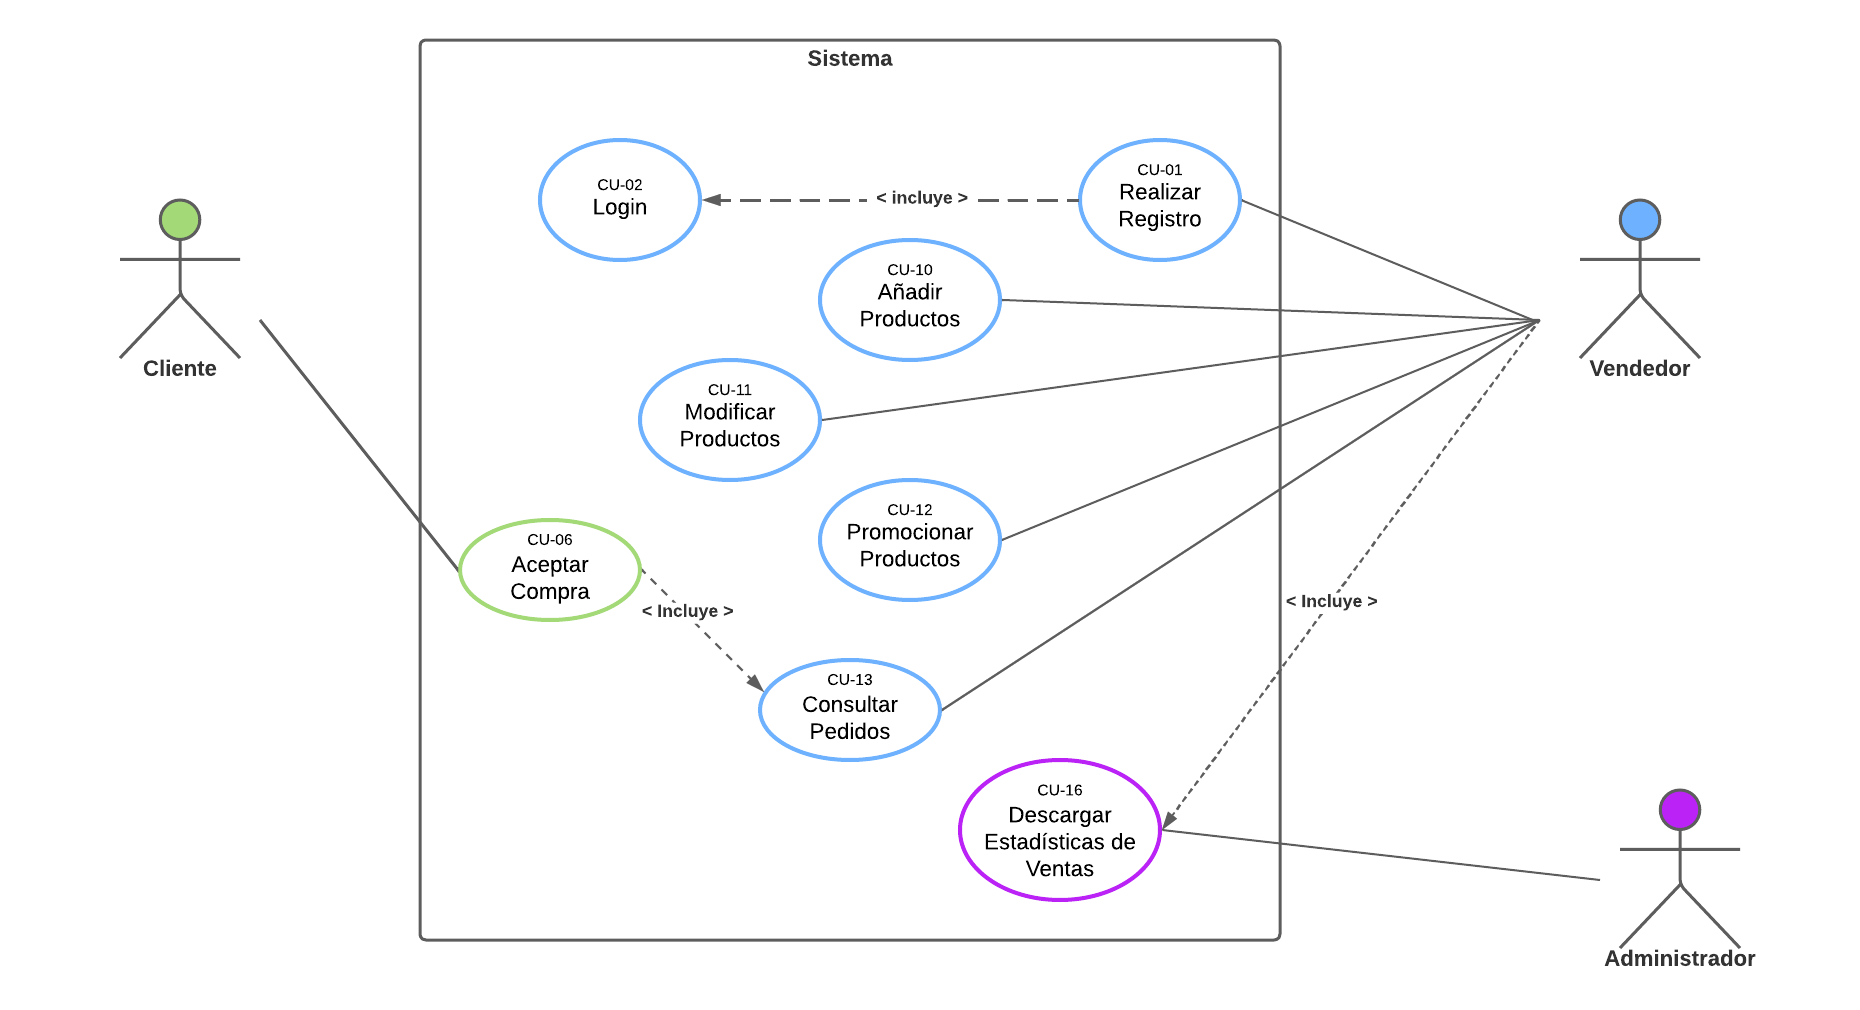 Sistema
CU-02
Login
< incluye >
CU-01
Realizar
Registro
CU-10
Añadir
Productos
Cliente
Vendedor
CU-11
Modificar
Productos
CU-12
Promocionar
Productos
CU-06
Aceptar
Compra
< Incluye >
< Incluye >
CU-13
Consultar
Pedidos
CU-16
Descargar
Estadísticas de
Ventas
Administrador